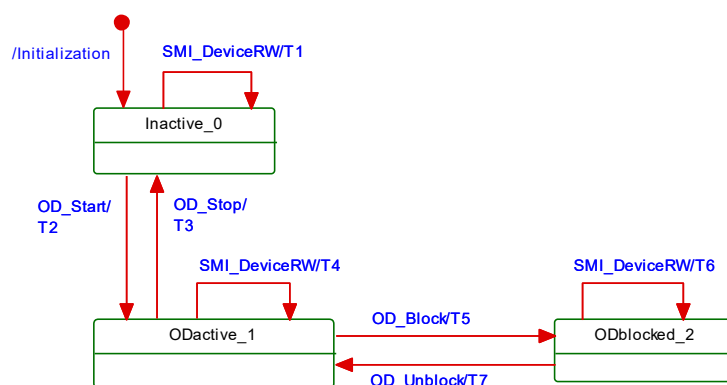 SMI_DeviceRW/T1
/Initialization
Inactive_0
OD_Start/
T2
OD_Stop/
T3
SMI_DeviceRW/T4
SMI_DeviceRW/T6
OD_Block/T5
ODactive_1
ODblocked_2
OD_Unblock/T7